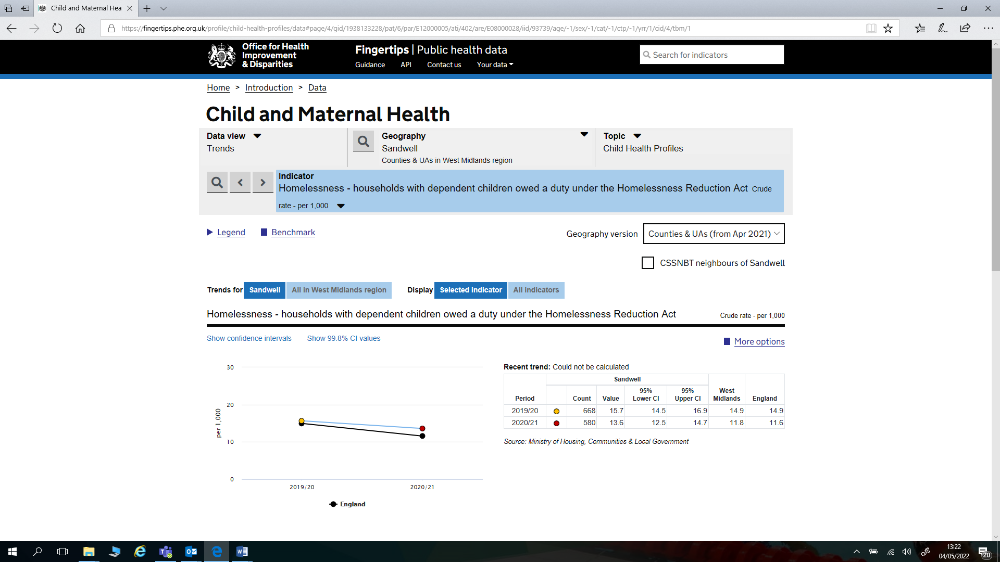 Child and Maternal Hea
https://fingertips.phe.org.uk/profile/child-health-profiles/data#page/4/gid/1938133228/pat/6/par/E12000005/ati/402/are/E08000028/iid/93739/age/-1/sex/-1/cat/-1/ctp/-1/yrr/1/cid/4/tbm/1
Office for Health
Improvement
& Disparities
Fingertips | Public health data
Guidance API Contact us Your data
Search for indicators
Home > Introduction > Data
Child and Maternal Health
Data view
Trends
Geography
Sandwell
Counties & UAs in West Midlands region
Topic
Child Health Profiles
Indicator
Homelessness - households with dependent children owed a duty under the Homelessness Reduction Act Crude
rate - per 1,000
Legend Benchmark
Geography version Counties & UAs (from Apr 2021)
CSSNBT neighbours of Sandwell
Trends for Sandwell All in West Midlands region Display Selected indicator All indicators
Homelessness - households with dependent children owed a duty under the Homelessness Reduction Act Crude rate - per 1,000
Show confidence intervals Show 99.8% CI values
More options
30
20
10
0
per 1,000
2019/20 2020/21
England
Recent trend: Could not be calculated
Sandwell
Period Count Value 95% Lower CI 95% Upper CI West Midlands England
2019/20 668 15.7 14.5 16.9 14.9 14.9
2020/21 580 13.6 12.5 14.7 11.8 11.6
Source: Ministry of Housing, Communities & Local Government
13:22
04/05/2022
20